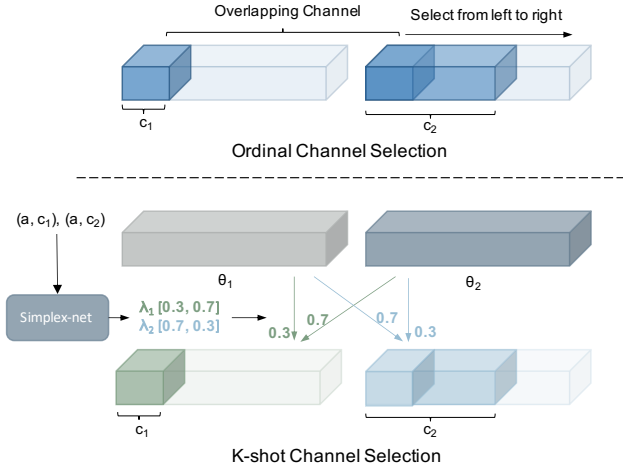 Overlapping Channel
Select from left to right
c₁
c₂
Ordinal Channel Selection
(a, c₁), (a, c₂)
θ₁
θ₂
Simplex-net
λ₁ [0.3, 0.7]
λ₂ [0.7, 0.3]
0.3
0.7
0.7
0.3
c₁
c₂
K-shot Channel Selection